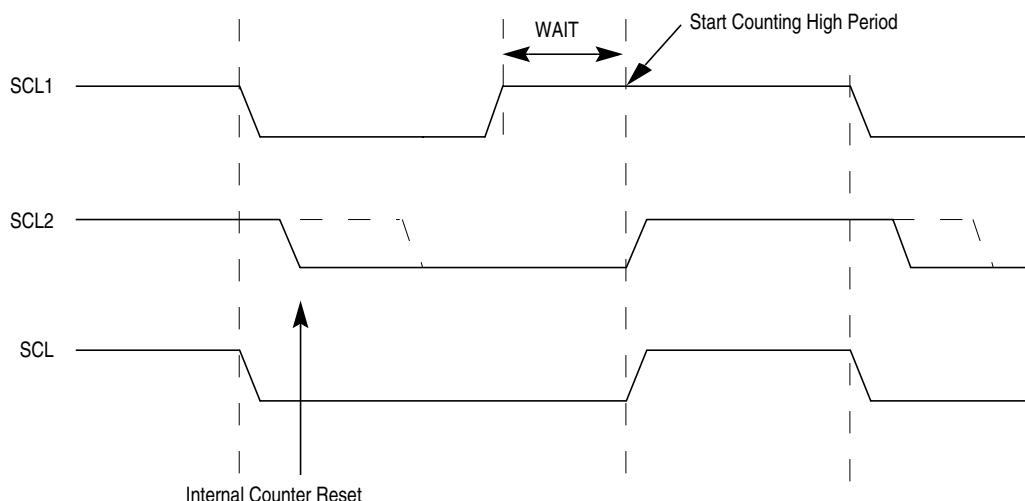 Start Counting High Period
WAIT
SCL1
SCL2
SCL
Internal Counter Reset